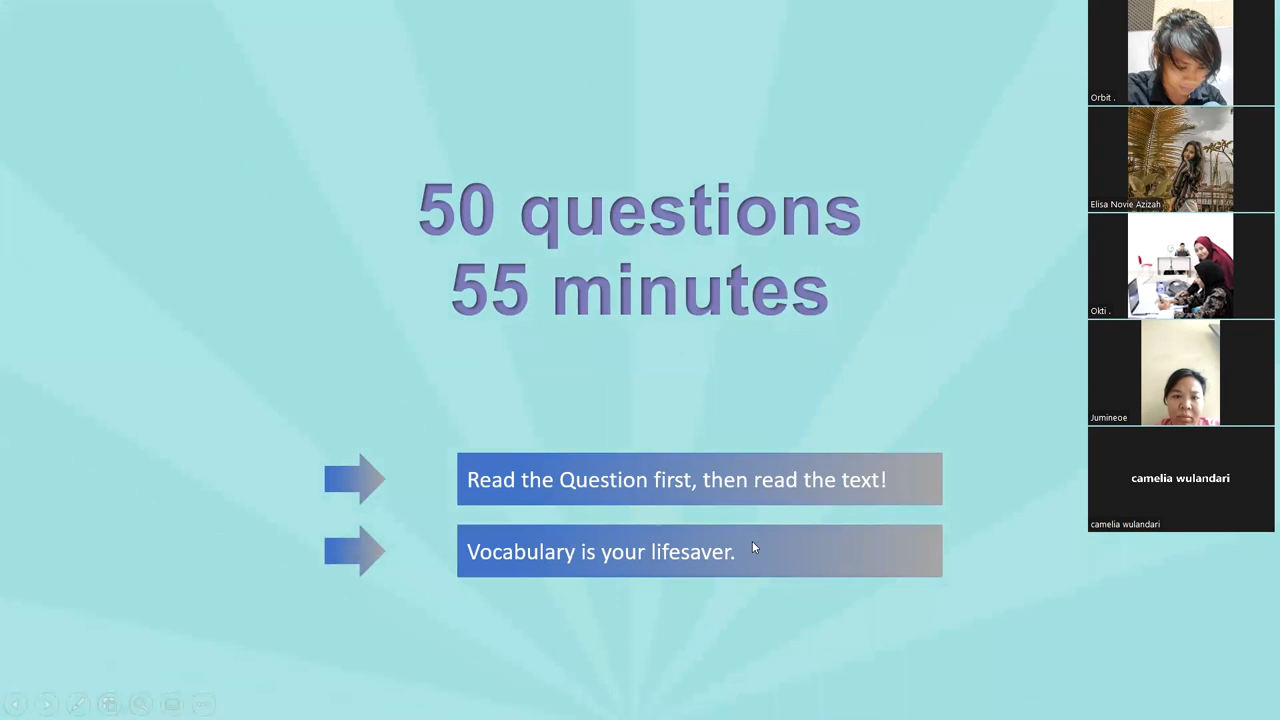 50 questions
55 minutes
Read the Question first, then read the text!
Vocabulary is your lifesaver.
Orbit .
Elisa Novie Azizah
Okti .
Jumineoe
camelia wulandari
camelia wulandari